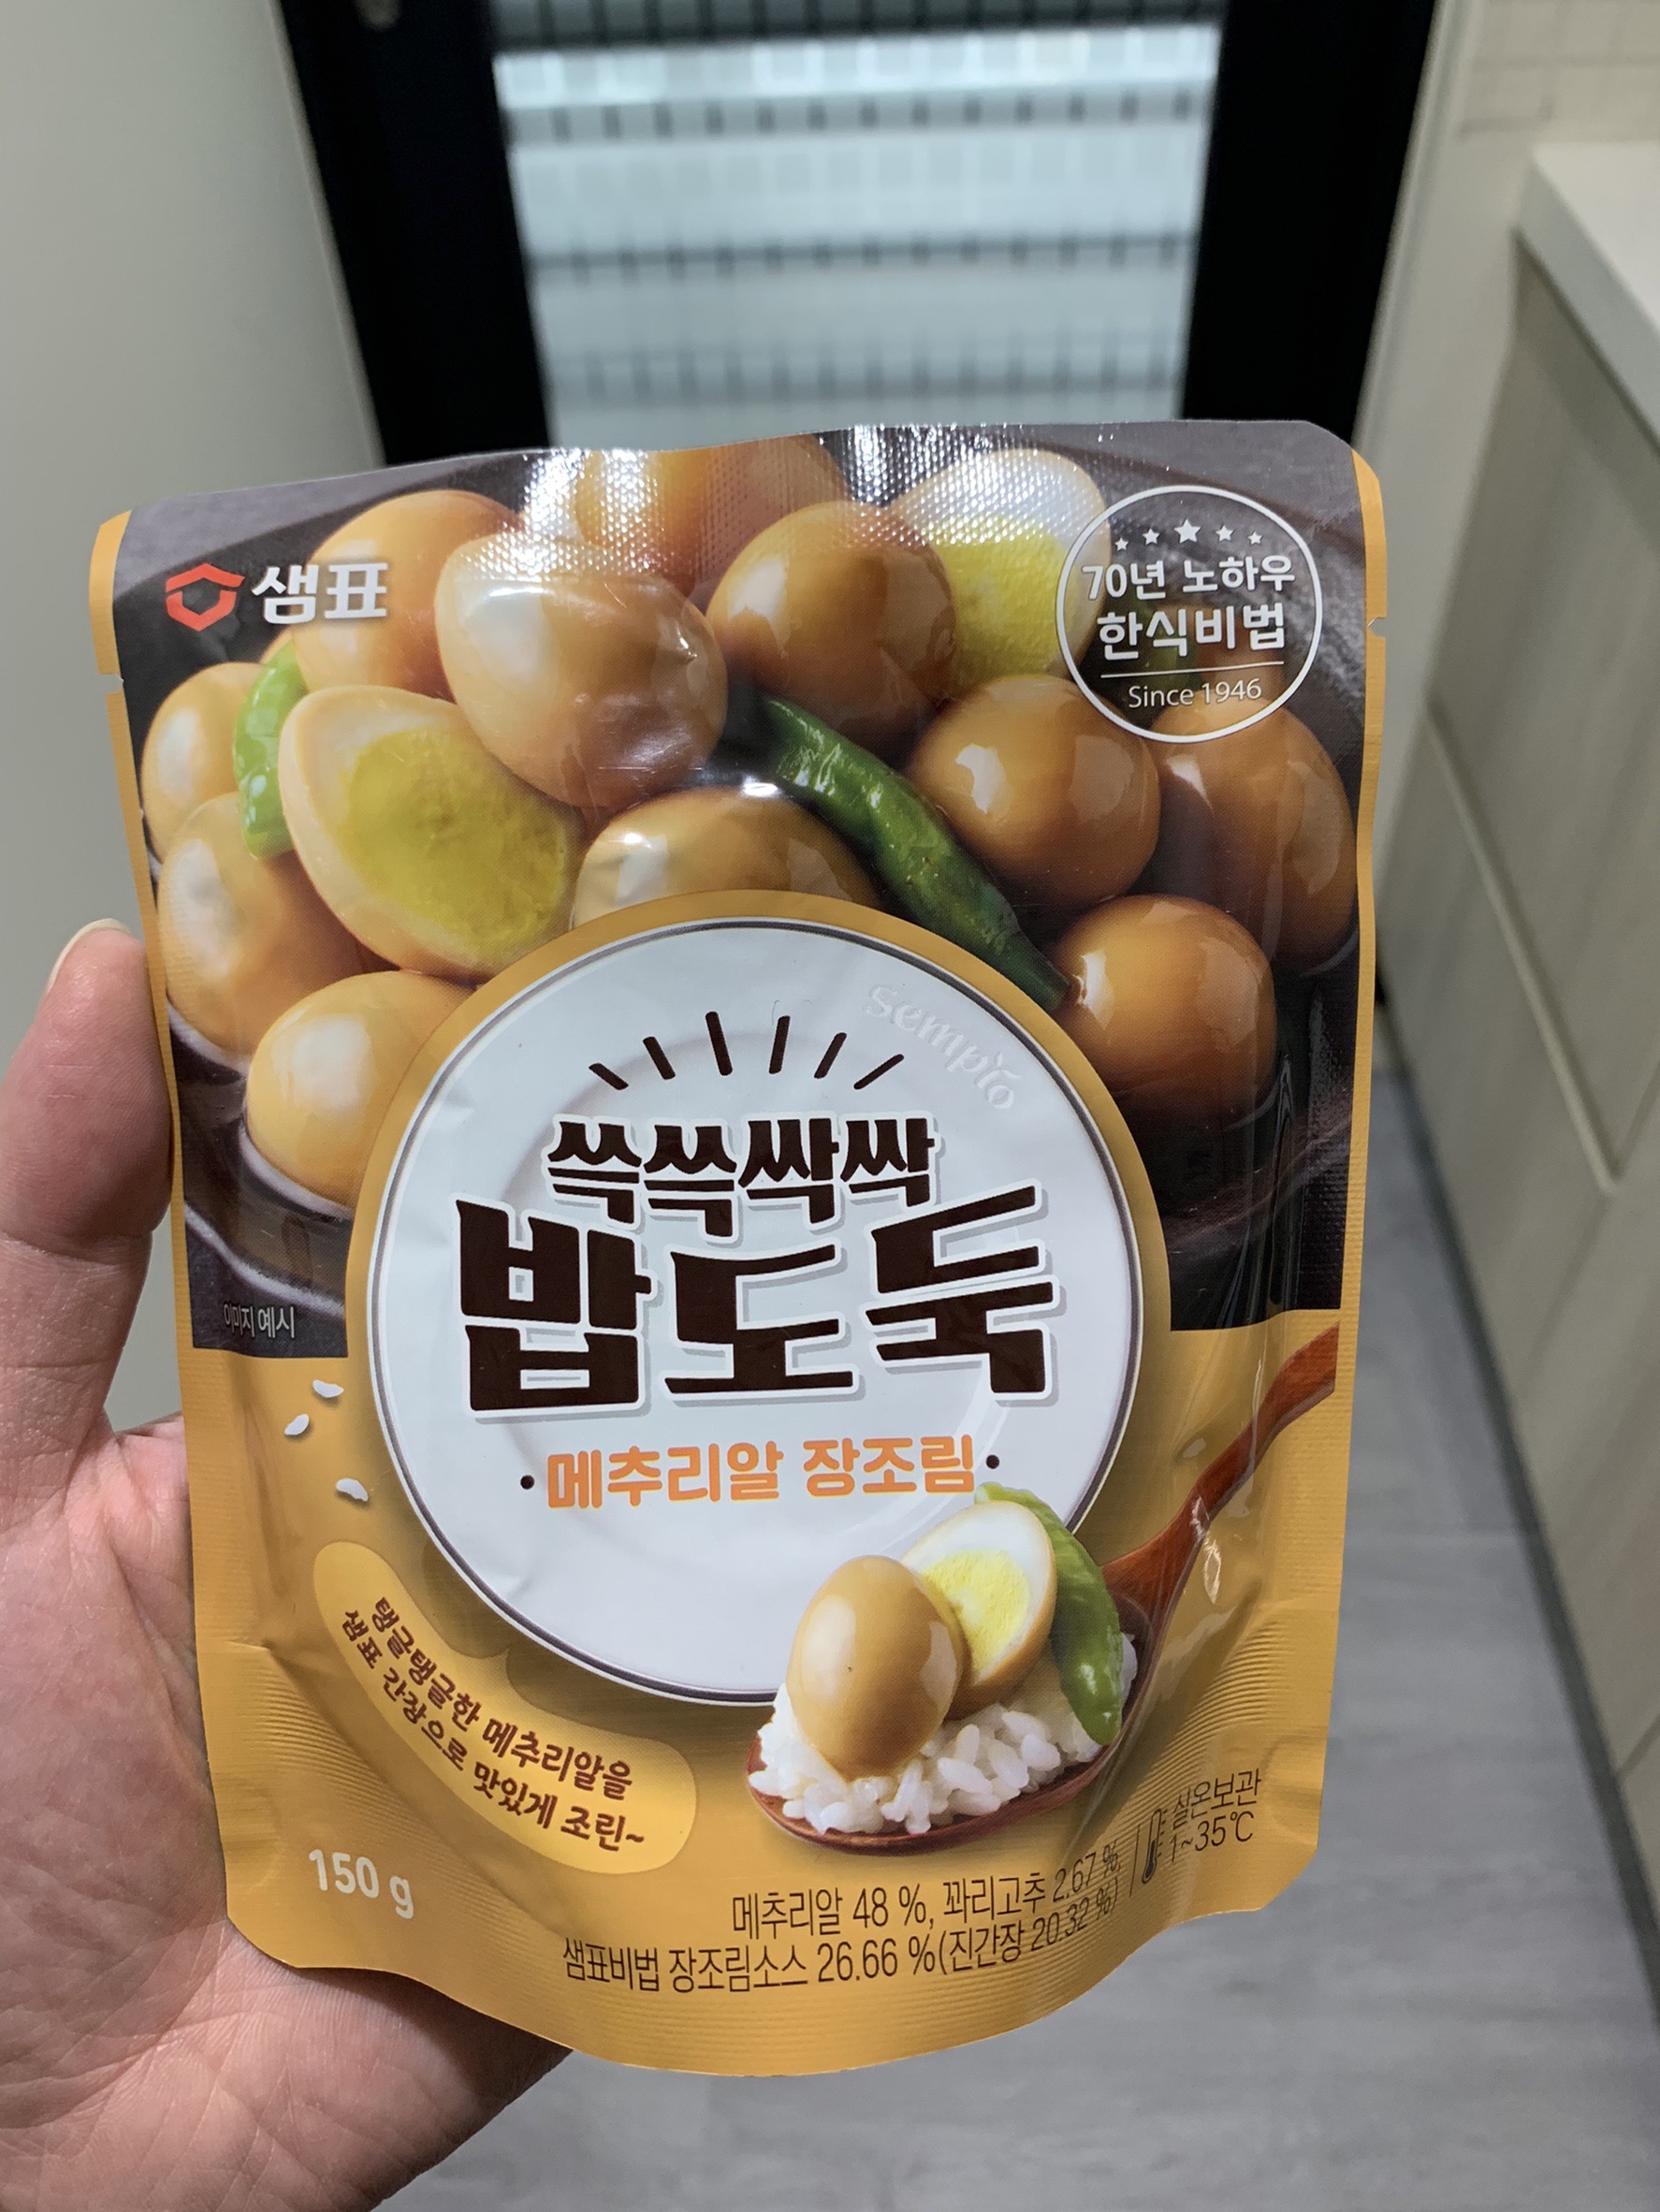 샘표
70년 노하우
한식비법
Since 1946
sempio
쓱쓱싹싹
밥도둑
메추리알 장조림
이미지 예시
탱글탱글한 메추리알을
샘표 간장으로 맛있게 조린~
150 g
메추리알 48 %, 꽈리고추 2.67 %,
샘표비법 장조림소스 26.66 %(진간장 20.32 %)
실온보관
1~35℃